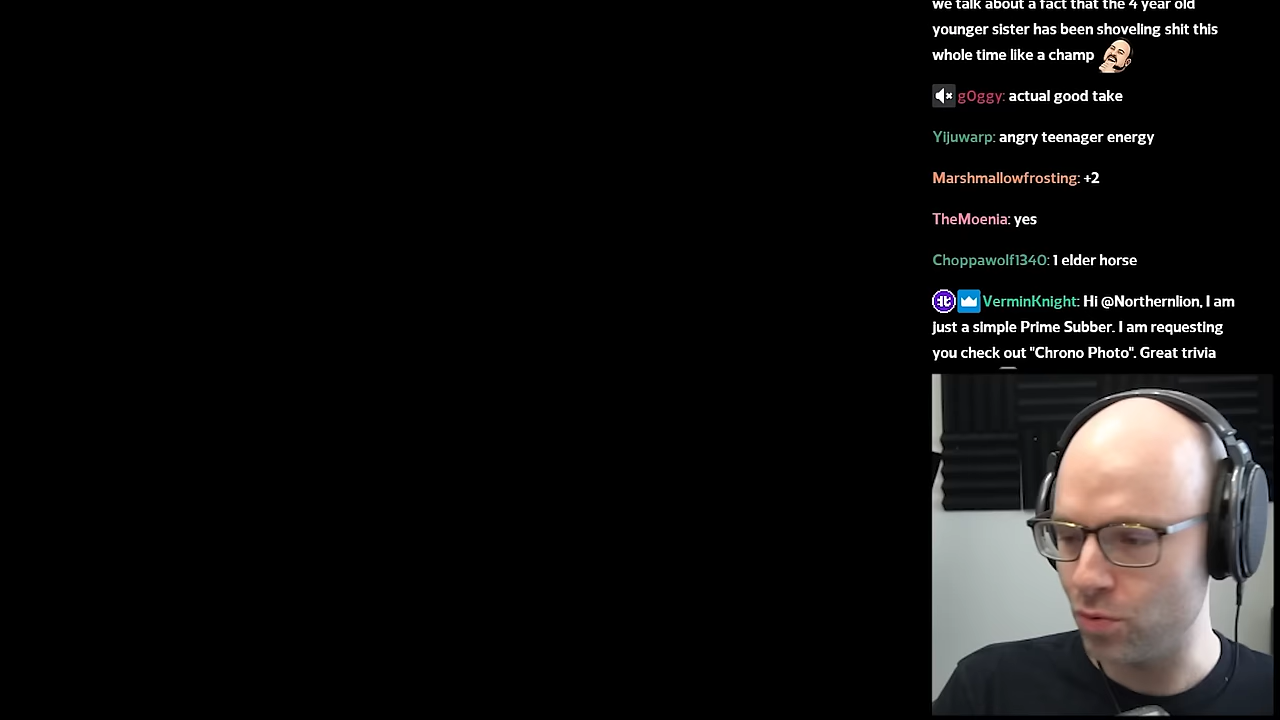 we talk about a fact that the 4 year old
younger sister has been shoveling shit this
whole time like a champ
g0ggy: actual good take
Yijuwarp: angry teenager energy
Marshmallowfrosting: +2
TheMoenia: yes
Choppawolf1340: 1 elder horse
VerminKnight: Hi @Northernlion, I am
just a simple Prime Subber. I am requesting
you check out "Chrono Photo". Great trivia